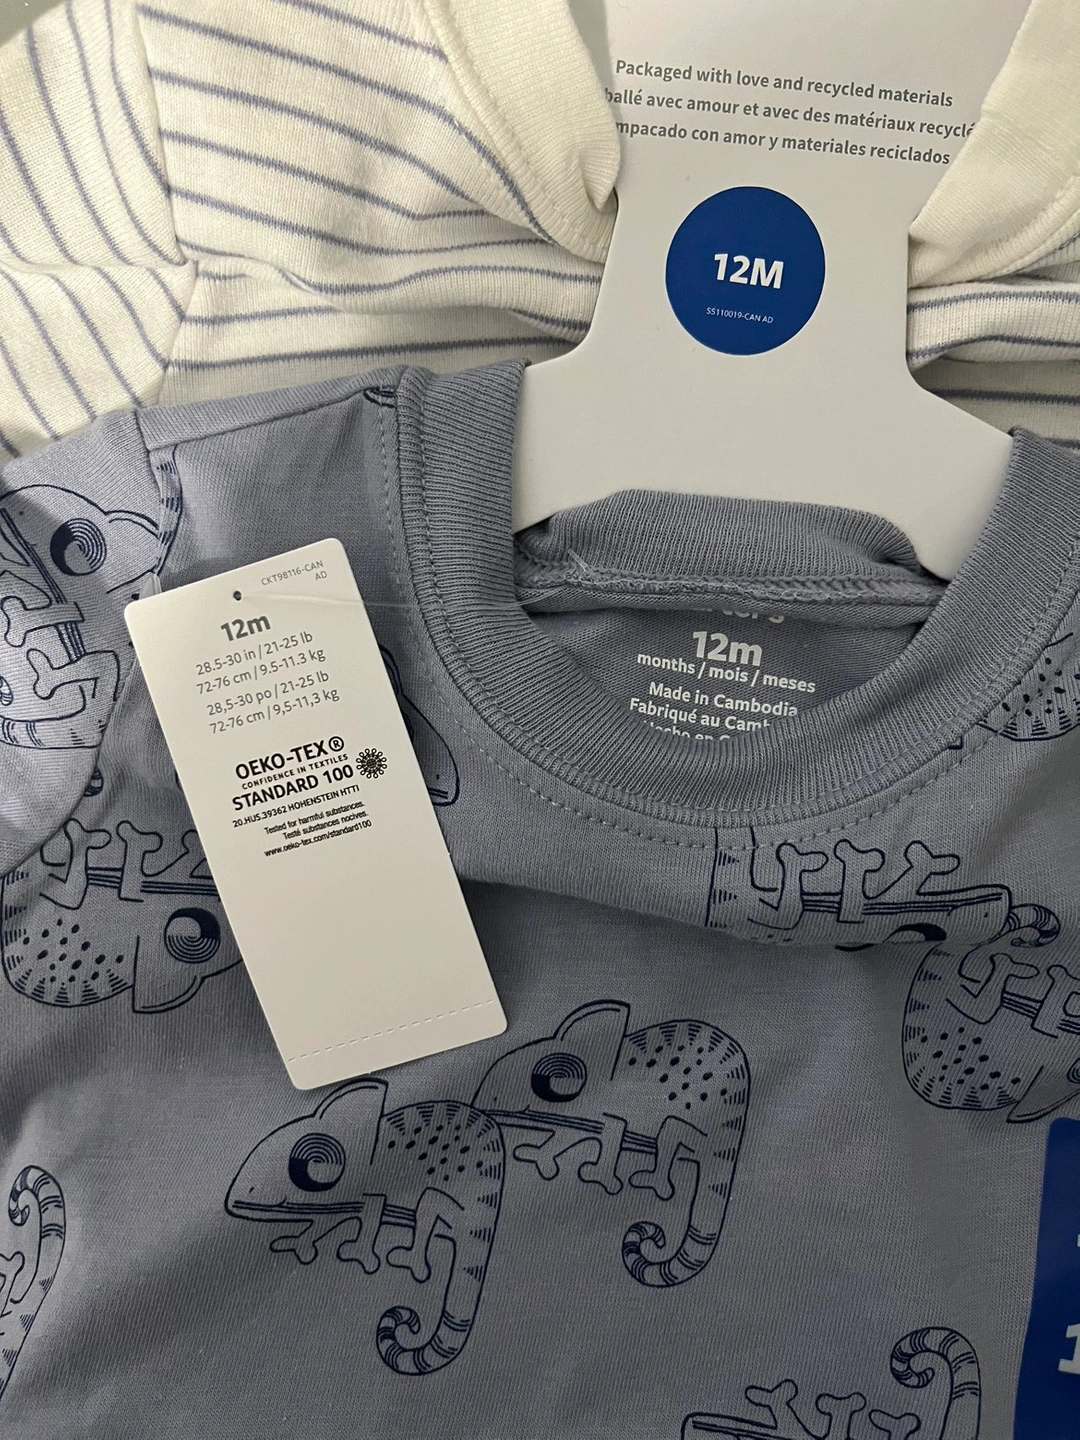 Packaged with love and recycled materials
ballé avec amour et avec des matériaux recyclé
mpacado con amor y materiales reciclados
12M
SS110019-CAN AD
CKT98116-CAN
AD
12m
28.5-30 in / 21-25 lb
72-76 cm / 9.5-11.3 kg
28,5-30 po / 21-25 lb
72-76 cm / 9,5-11,3 kg
OEKO-TEX®
CONFIDENCE IN TEXTILES
STANDARD 100
20.HUS.39362 HOHENSTEIN HTTI
Tested for harmful substances.
Testé substances nocives.
www.oeko-tex.com/standard100
12m
months / mois / meses
Made in Cambodia
Fabriqué au Camb